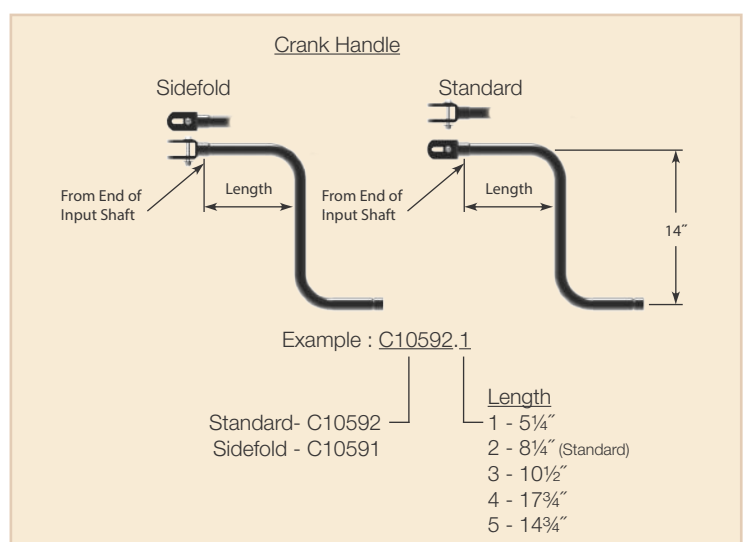 Crank Handle
Sidefold
Standard
From End of
Input Shaft
Length
From End of
Input Shaft
Length
14″
Example : C10592.1
Standard- C10592
Sidefold - C10591
Length
1 - 5¼″
2 - 8¼″ (Standard)
3 - 10½″
4 - 17¾″
5 - 14¾″